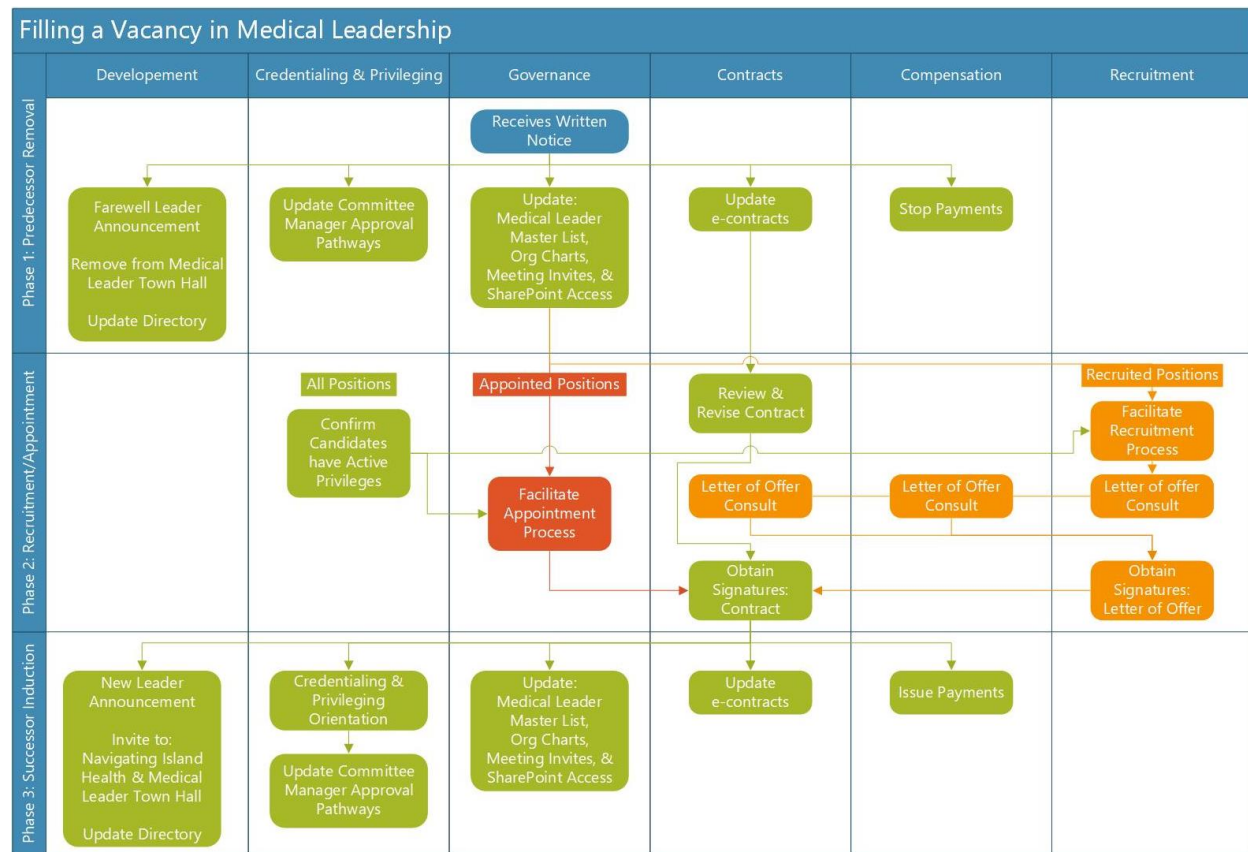 Filling a Vacancy in Medical Leadership
Developement
Credentialing & Privileging
Governance
Contracts
Compensation
Recruitment
Phase 1: Predecessor Removal
Receives Written
Notice
Farewell Leader
Announcement
Remove from Medical
Leader Town Hall
Update Directory
Update Committee
Manager Approval
Pathways
Update:
Medical Leader
Master List,
Org Charts,
Meeting Invites, &
SharePoint Access
Update
e-contracts
Stop Payments
Phase 2: Recruitment/Appointment
All Positions
Confirm
Candidates
have Active
Privileges
Appointed Positions
Facilitate
Appointment
Process
Review &
Revise Contract
Letter of Offer
Consult
Obtain
Signatures:
Contract
Letter of Offer
Consult
Recruited Positions
Facilitate
Recruitment
Process
Letter of offer
Consult
Obtain
Signatures:
Letter of Offer
Phase 3: Successor Induction
New Leader
Announcement
Invite to:
Navigating Island
Health & Medical
Leader Town Hall
Update Directory
Credentialing &
Privileging
Orientation
Update Committee
Manager Approval
Pathways
Update:
Medical Leader
Master List,
Org Charts,
Meeting Invites, &
SharePoint Access
Update
e-contracts
Issue Payments